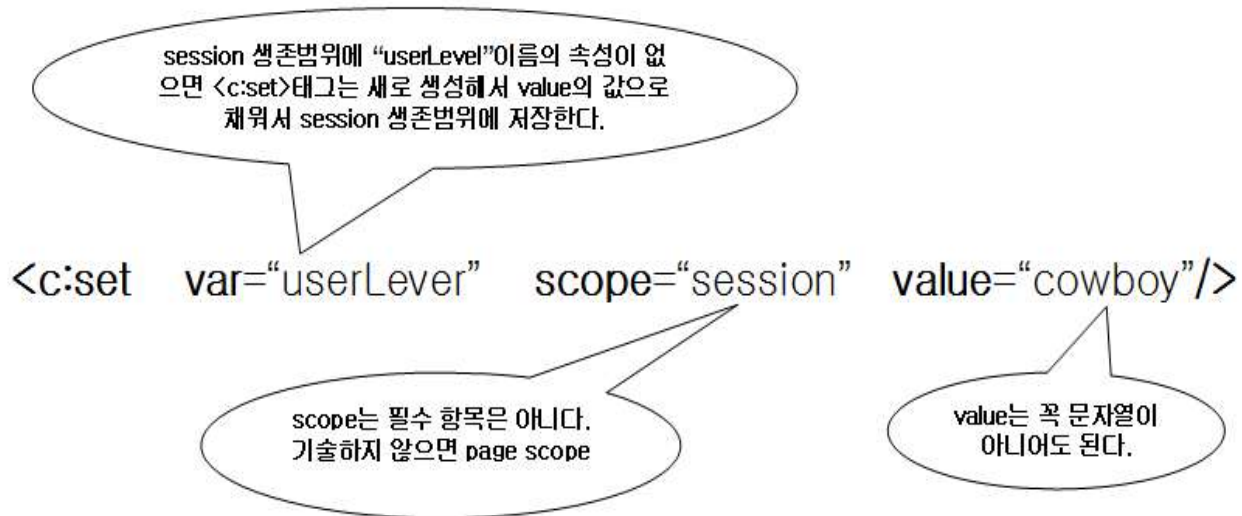 session 생존범위에 “userLevel”이름의 속성이 없
으면 <c:set>태그는 새로 생성해서 value의 값으로
채워서 session 생존범위에 저장한다.
<c:set var=“userLever” scope=“session” value=“cowboy”/>
scope는 필수 항목은 아니다.
기술하지 않으면 page scope
value는 꼭 문자열이
아니어도 된다.